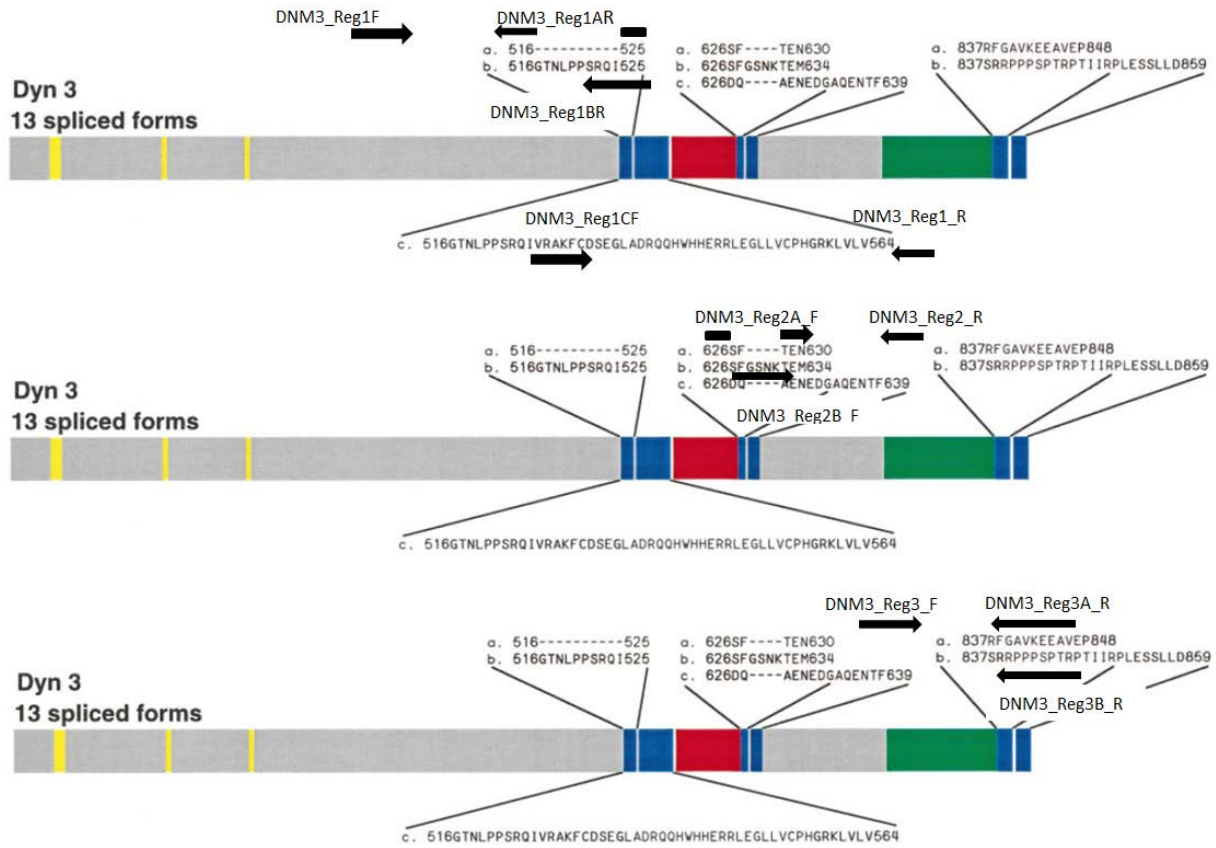 DNM3_Reg1F
DNM3_Reg1AR
a. 516----------525
b. 516GTNLPPSRQI525
a. 626SF----TEN630
b. 626SFGSNKTEM634
c. 626DQ----AENEDGAQENTF639
a. 837RFGAVKEEAVEP848
b. 837SRRPPPSPTRPTIIRPLESSLLD859
Dyn 3
13 spliced forms
DNM3_Reg1BR
DNM3_Reg1CF
DNM3_Reg1_R
c. 516GTNLPPSRQIVRAKFCDSEGLADRQQHWHHERRLEGLLVCPHGRKLVLV564
DNM3_Reg2A_F
DNM3_Reg2_R
a. 516----------525
b. 516GTNLPPSRQI525
a. 626SF----TEN630
b. 626SFGSNKTEM634
c. 626DQ----AENEDGAQENTF639
a. 837RFGAVKEEAVEP848
b. 837SRRPPPSPTRPTIIRPLESSLLD859
Dyn 3
13 spliced forms
DNM3_Reg2B_F
c. 516GTNLPPSRQIVRAKFCDSEGLADRQQHWHHERRLEGLLVCPHGRKLVLV564
DNM3_Reg3_F
DNM3_Reg3A_R
a. 516----------525
b. 516GTNLPPSRQI525
a. 626SF----TEN630
b. 626SFGSNKTEM634
c. 626DQ----AENEDGAQENTF639
a. 837RFGAVKEEAVEP848
b. 837SRRPPPSPTRPTIIRPLESSLLD859
Dyn 3
13 spliced forms
DNM3_Reg3B_R
c. 516GTNLPPSRQIVRAKFCDSEGLADRQQHWHHERRLEGLLVCPHGRKLVLV564